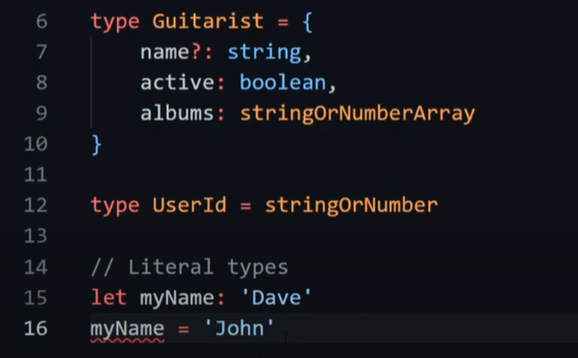 6 type Guitarist = {
7     name?: string,
8     active: boolean,
9     albums: stringOrNumberArray
10 }
11
12 type UserId = stringOrNumber
13
14 // Literal types
15 let myName: 'Dave'
16 myName = 'John'